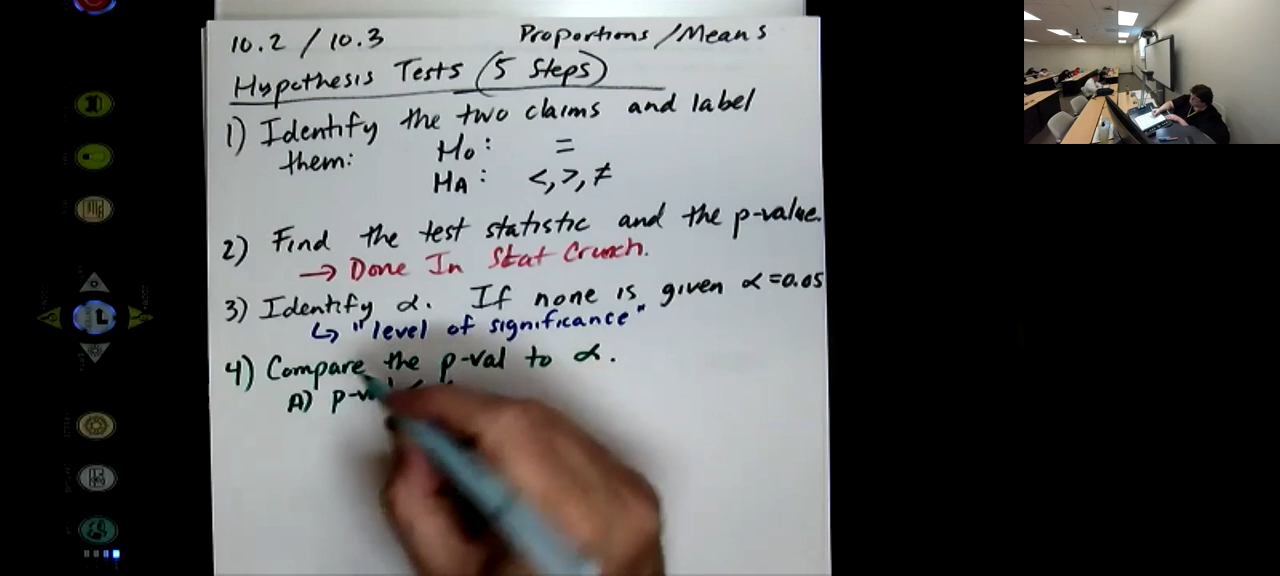 10.2 / 10.3 Proportions / Means
Hypothesis Tests (5 Steps)
1) Identify the two claims and label
them: H₀: =
Hᴀ: <, >, ≠
2) Find the test statistic and the p-value.
→ Done In Stat Crunch.
3) Identify α. If none is given α=0.05
↳ "level of significance"
4) Compare the p-val to α.
A)